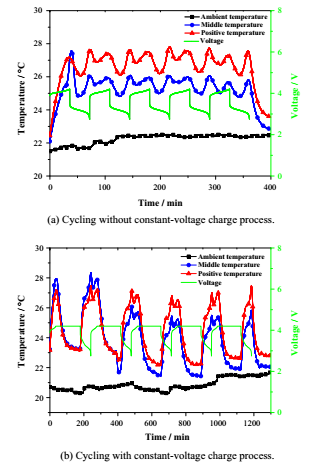 30
28
26
24
22
20
Temperature / °C
Ambient temperature
Middle temperature
Positive temperature
Voltage
8
6
4
2
0
Voltage / V
0 100 200 300 400
Time / min
(a) Cycling without constant-voltage charge process.
30
28
26
24
22
20
Temperature / °C
Ambient temperature
Middle temperature
Positive temperature
Voltage
8
6
4
2
0
Voltage / V
0 200 400 600 800 1000 1200
Time / min
(b) Cycling with constant-voltage charge process.